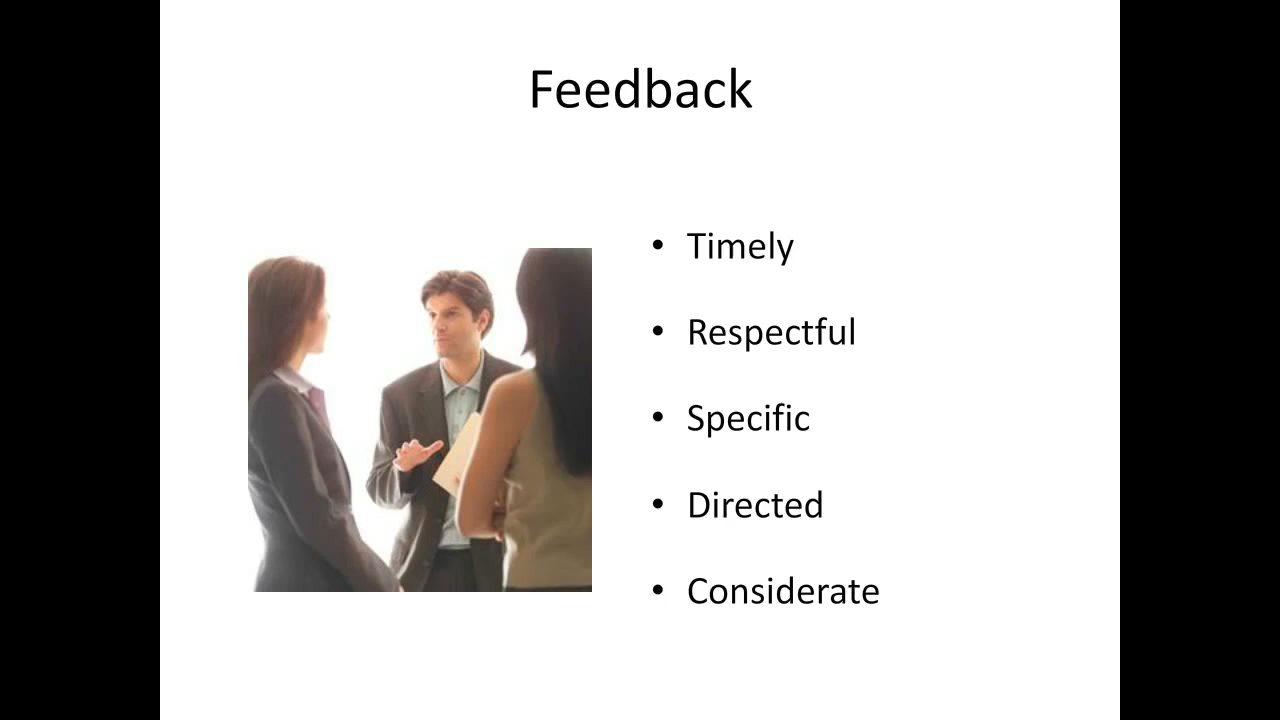 Feedback
• Timely
• Respectful
• Specific
• Directed
• Considerate